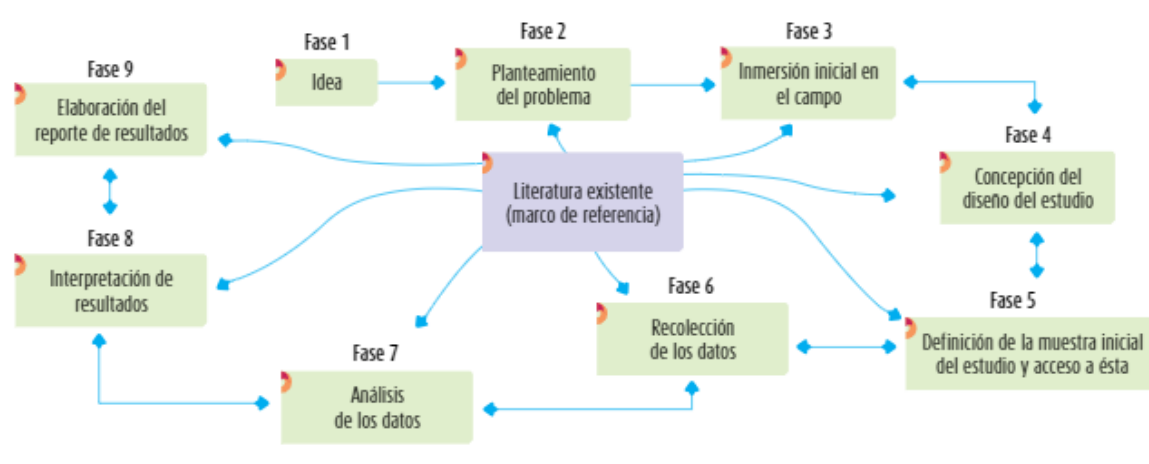 Fase 1
Idea
Fase 2
Planteamiento
del problema
Fase 3
Inmersión inicial en
el campo
Fase 4
Concepción del
diseño del estudio
Fase 5
Definición de la muestra inicial
del estudio y acceso a ésta
Fase 6
Recolección
de los datos
Fase 7
Análisis
de los datos
Fase 8
Interpretación de
resultados
Fase 9
Elaboración del
reporte de resultados
Literatura existente
(marco de referencia)